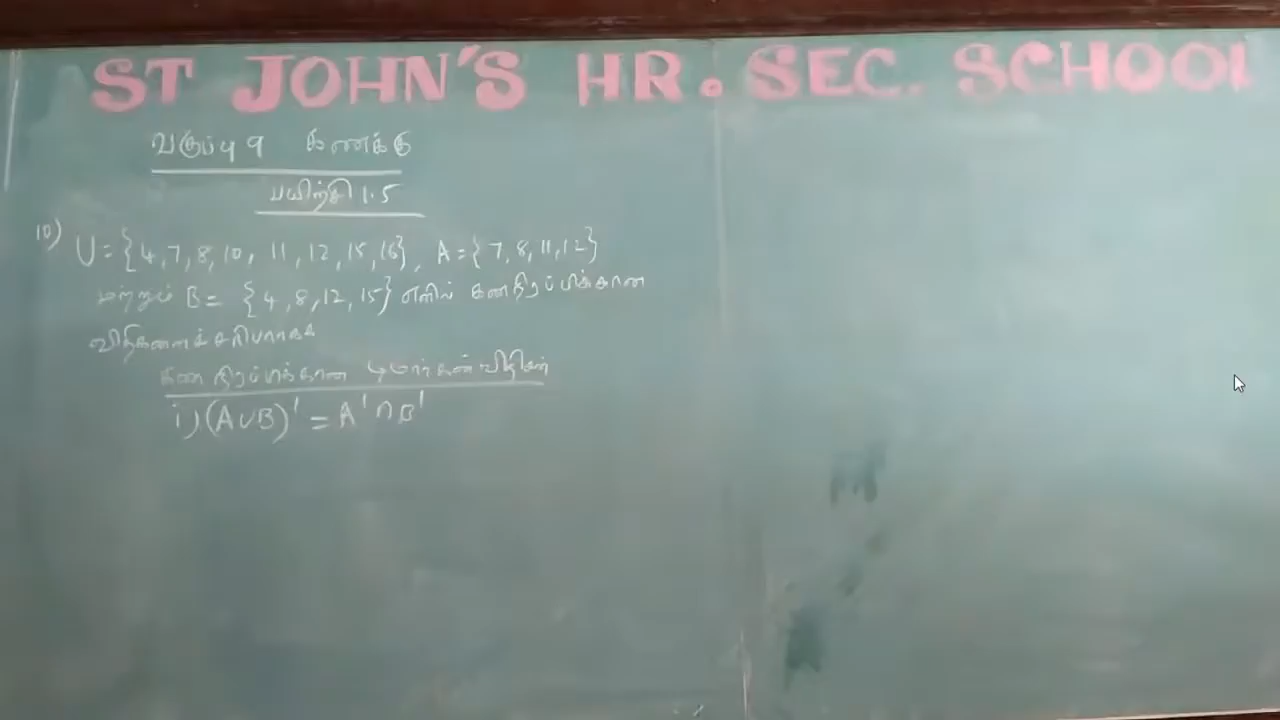 ST JOHN'S HR. SEC. SCHOOL
வகுப்பு 9 கணக்கு
பயிற்சி 1.5
10) U = {4, 7, 8, 10, 11, 12, 15, 16}, A = {7, 8, 11, 12}
மற்றும் B = {4, 8, 12, 15} எனில் கணநிரப்பிக்கான
விதிகளைச் சரிபார்க்க
கண நிரப்பிக்கான டிமார்கன் விதிகள்
i) (A∪B)' = A' ∩ B'